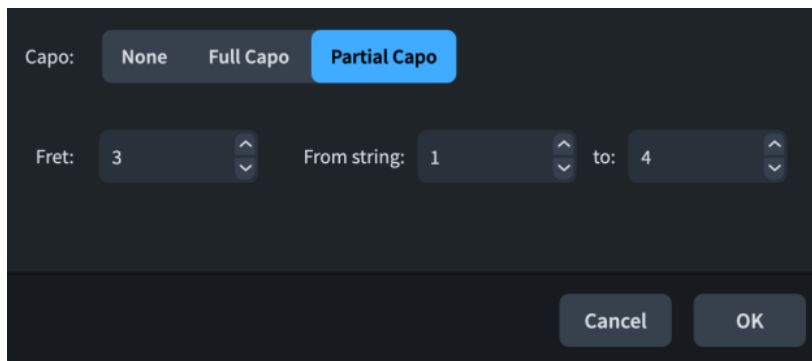 Capo: None Full Capo Partial Capo
Fret: 3 From string: 1 to: 4
Cancel OK